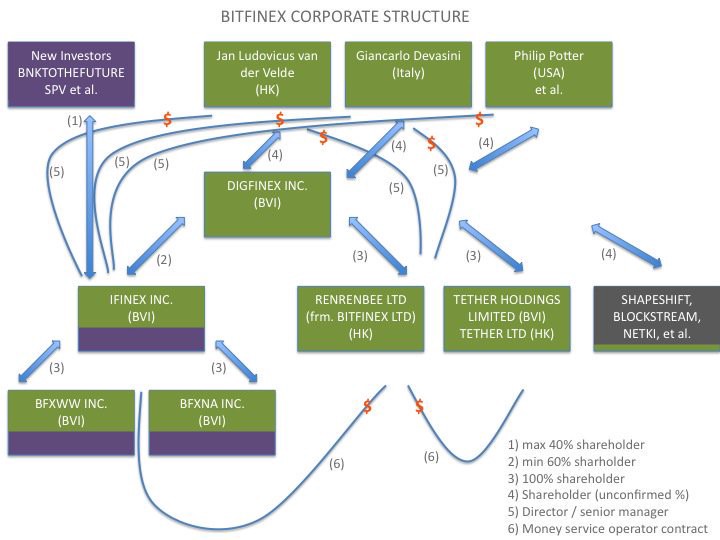 BITFINEX CORPORATE STRUCTURE
New Investors
BNKTOTHEFUTURE
SPV et al.
Jan Ludovicus van
der Velde
(HK)
Giancarlo Devasini
(Italy)
Philip Potter
(USA)
et al.
(1)
$
$
$
$
$
(4)
(4)
(4)
(5)
(5)
(5)
(5)
(5)
DIGFINEX INC.
(BVI)
(2)
(3)
(3)
(4)
IFINEX INC.
(BVI)
RENRENBEE LTD
(frm. BITFINEX LTD)
(HK)
TETHER HOLDINGS
LIMITED (BVI)
TETHER LTD (HK)
SHAPESHIFT,
BLOCKSTREAM,
NETKI, et al.
(3)
(3)
BFXWW INC.
(BVI)
BFXNA INC.
(BVI)
$
$
(6)
(6)
1) max 40% shareholder
2) min 60% sharholder
3) 100% shareholder
4) Shareholder (unconfirmed %)
5) Director / senior manager
6) Money service operator contract